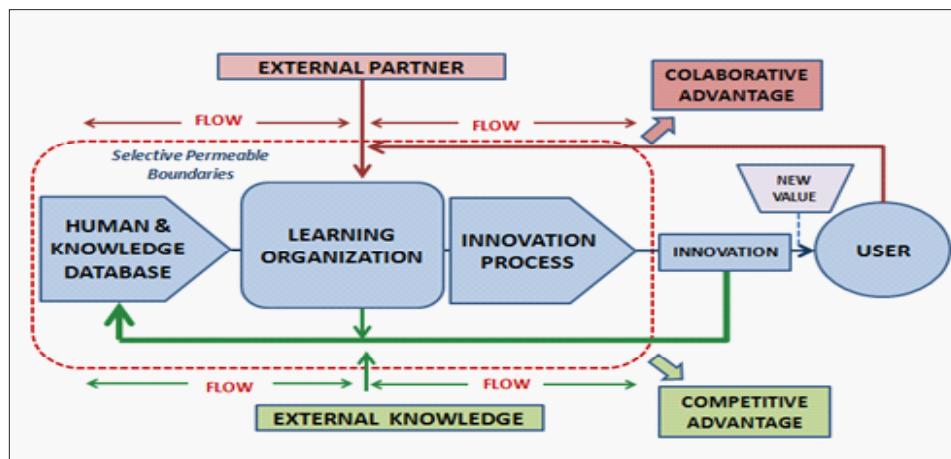 EXTERNAL PARTNER
COLABORATIVE
ADVANTAGE
FLOW
FLOW
Selective Permeable
Boundaries
NEW
VALUE
HUMAN &
KNOWLEDGE
DATABASE
LEARNING
ORGANIZATION
INNOVATION
PROCESS
INNOVATION
USER
FLOW
FLOW
EXTERNAL KNOWLEDGE
COMPETITIVE
ADVANTAGE